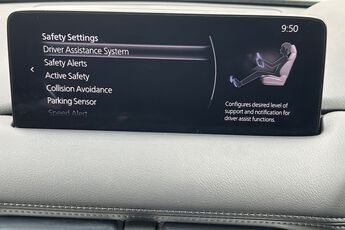 9:50
Safety Settings
Driver Assistance System
Safety Alerts
Active Safety
Collision Avoidance
Parking Sensor
Speed Alert
Configures desired level of
support and notification for
driver assist functions.